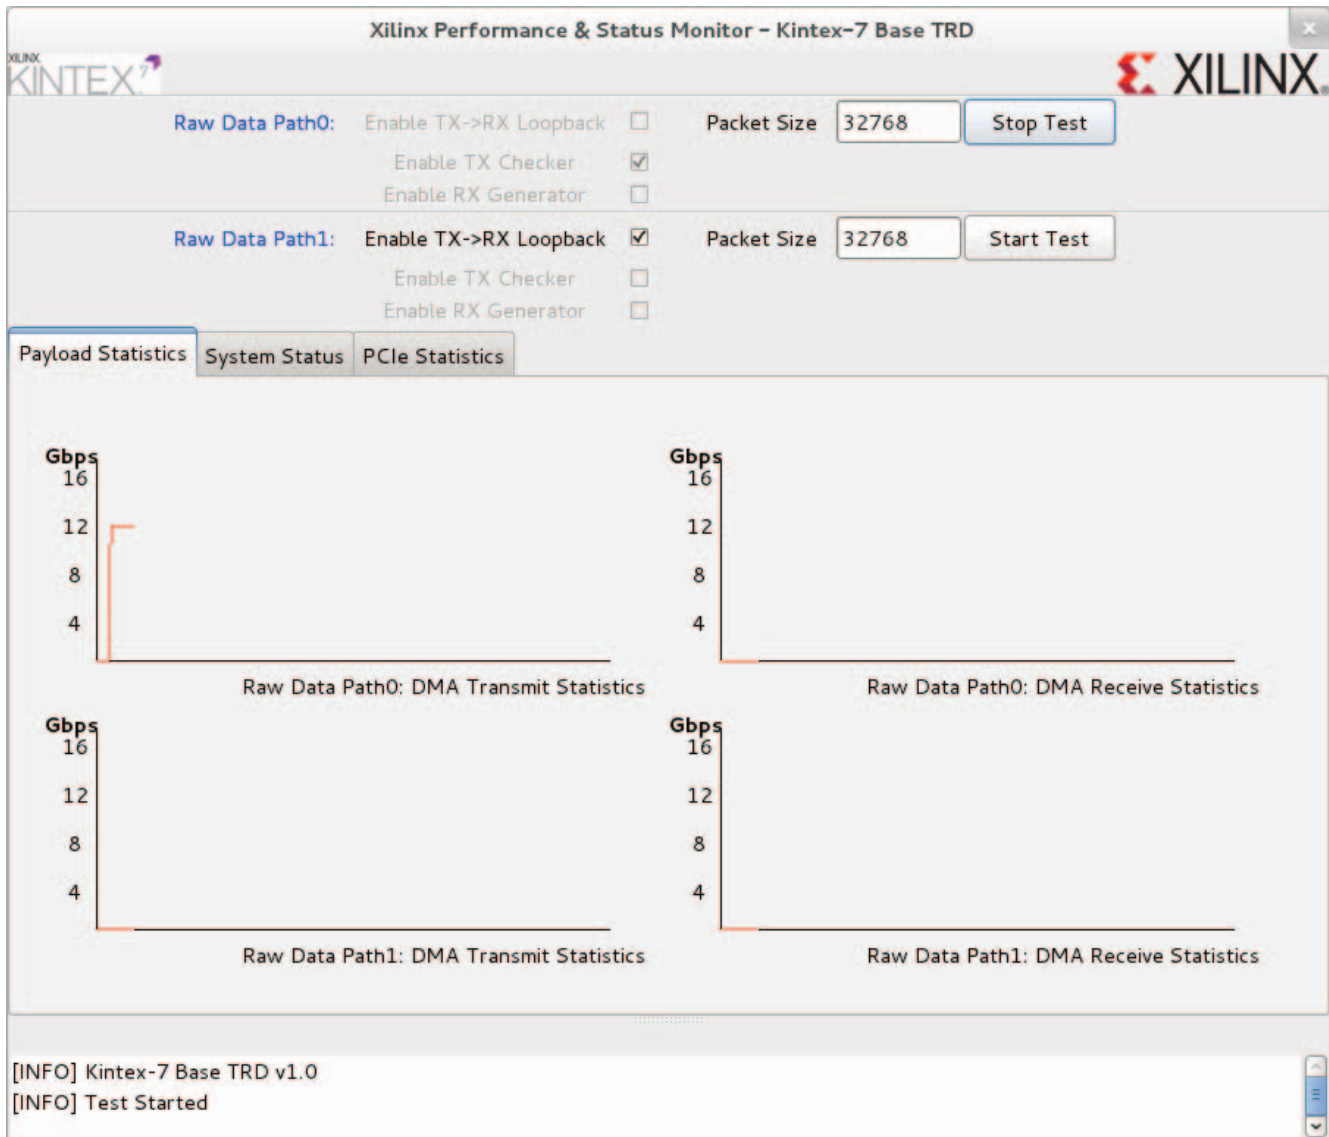 Xilinx Performance & Status Monitor – Kintex-7 Base TRD
XILINX
KINTEX 7
XILINX
Raw Data Path0: Enable TX->RX Loopback Packet Size 32768 Stop Test
Enable TX Checker
Enable RX Generator
Raw Data Path1: Enable TX->RX Loopback Packet Size 32768 Start Test
Enable TX Checker
Enable RX Generator
Payload Statistics System Status PCIe Statistics
Gbps
16
12
8
4
Raw Data Path0: DMA Transmit Statistics
Gbps
16
12
8
4
Raw Data Path0: DMA Receive Statistics
Gbps
16
12
8
4
Raw Data Path1: DMA Transmit Statistics
Gbps
16
12
8
4
Raw Data Path1: DMA Receive Statistics
[INFO] Kintex-7 Base TRD v1.0
[INFO] Test Started